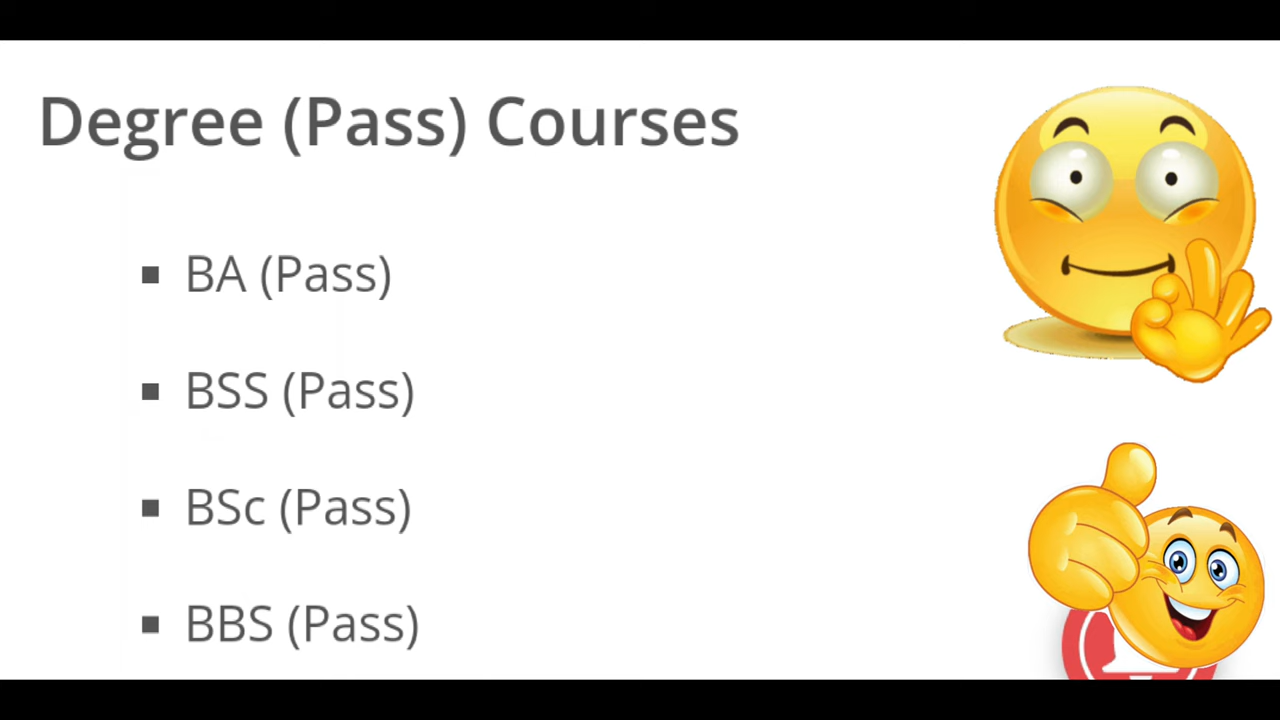 Degree (Pass) Courses
▪ BA (Pass)
▪ BSS (Pass)
▪ BSc (Pass)
▪ BBS (Pass)